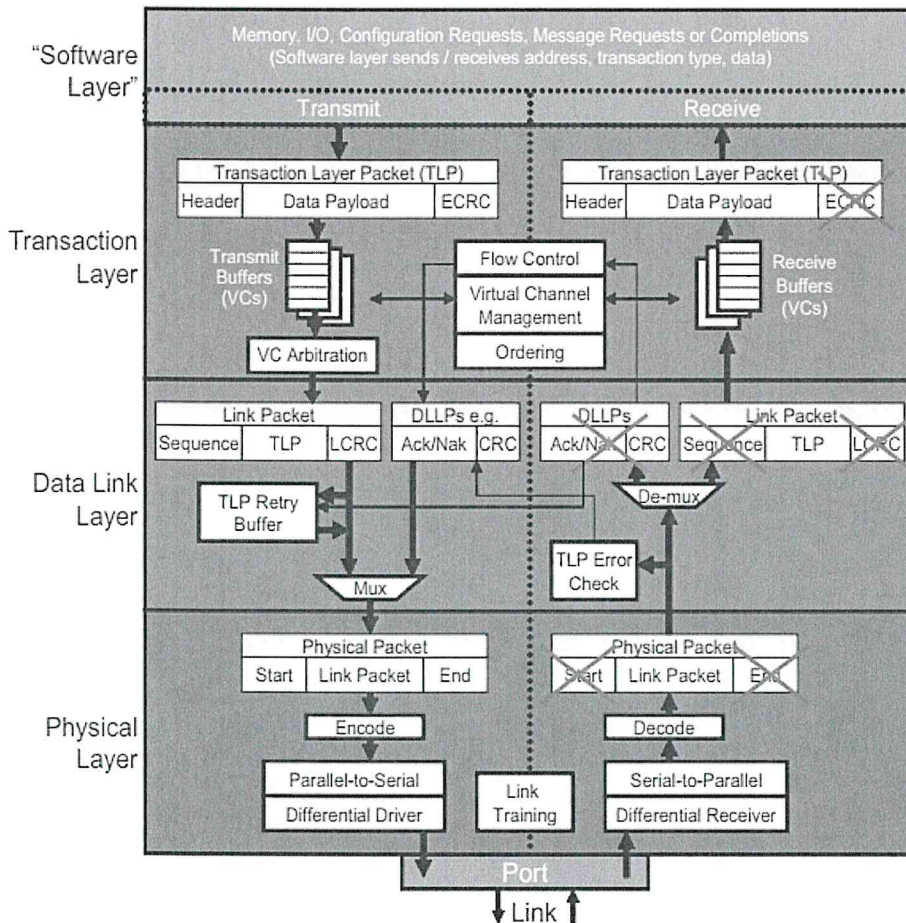 Memory, I/O, Configuration Requests, Message Requests or Completions
(Software layer sends / receives address, transaction type, data)
“Software
Layer”
Transmit
Receive
Transaction
Layer
Transaction Layer Packet (TLP)
Header Data Payload ECRC
Transmit
Buffers
(VCs)
VC Arbitration
Flow Control
Virtual Channel
Management
Ordering
Transaction Layer Packet (TLP)
Header Data Payload ECRC
Receive
Buffers
(VCs)
Data Link
Layer
Link Packet
Sequence TLP LCRC
DLLPs e.g.
Ack/Nak CRC
DLLPs
Ack/Nak CRC
Link Packet
Sequence TLP LCRC
TLP Retry
Buffer
De-mux
TLP Error
Check
Mux
Physical
Layer
Physical Packet
Start Link Packet End
Encode
Parallel-to-Serial
Differential Driver
Link
Training
Physical Packet
Start Link Packet End
Decode
Serial-to-Parallel
Differential Receiver
Port
Link